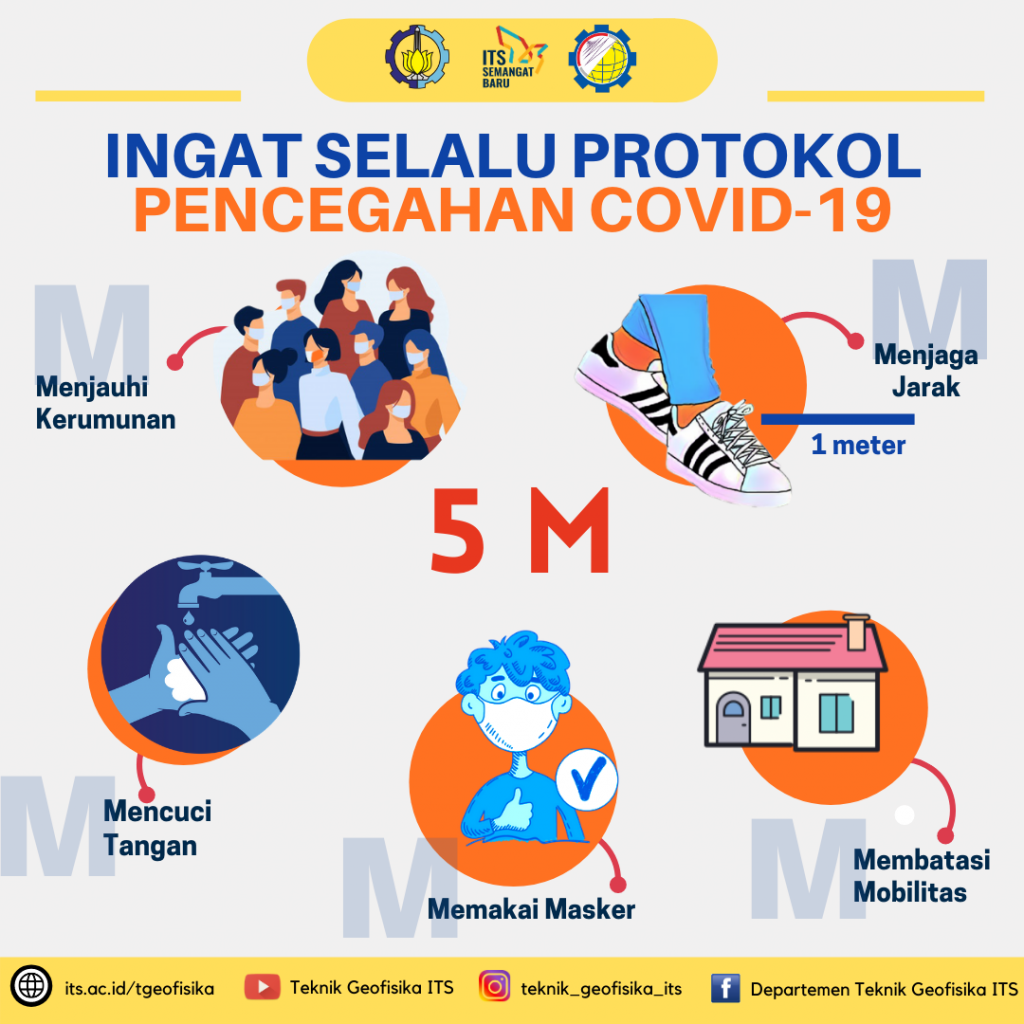 ITS
SEMANGAT
BARU
INGAT SELALU PROTOKOL
PENCEGAHAN COVID-19
M
Menjauhi
Kerumunan
M
Menjaga
Jarak
1 meter
5 M
M
Mencuci
Tangan
M
Memakai Masker
M
Membatasi
Mobilitas
its.ac.id/tgeofisika
Teknik Geofisika ITS
teknik_geofisika_its
Departemen Teknik Geofisika ITS